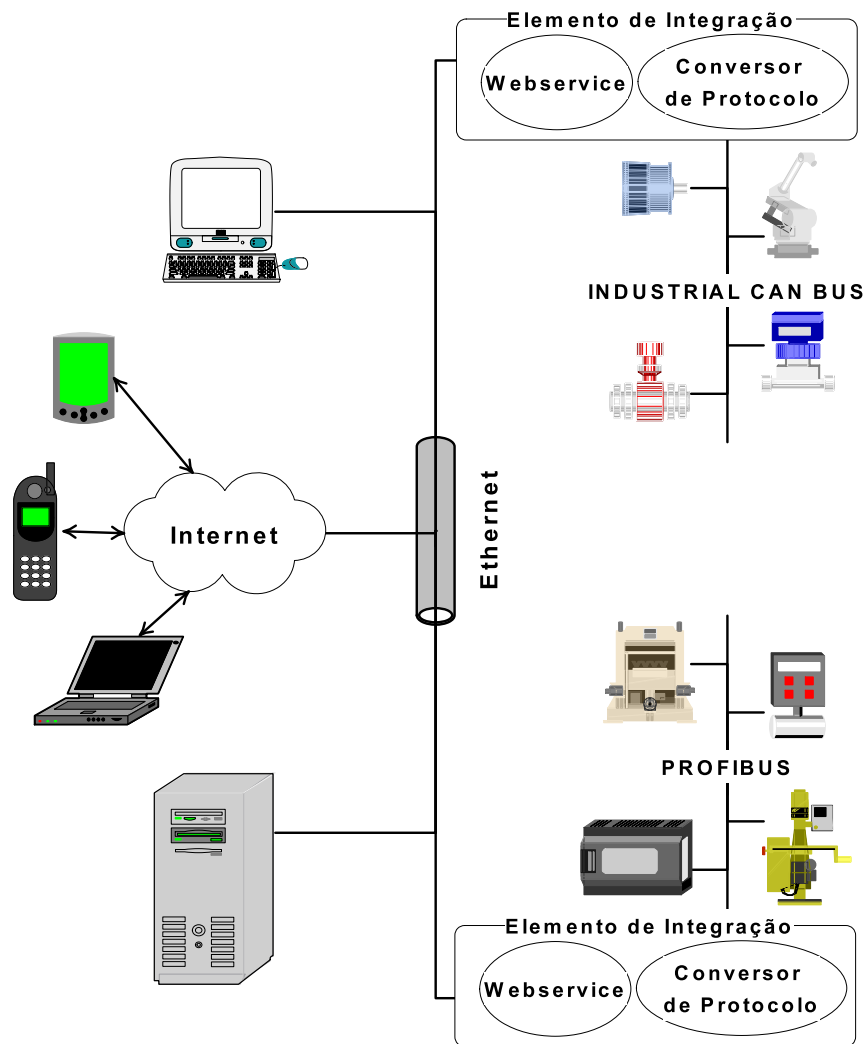 Elemento de Integração
Webservice
Conversor
de Protocolo
INDUSTRIAL CAN BUS
Internet
Ethernet
PROFIBUS
Elemento de Integração
Webservice
Conversor
de Protocolo